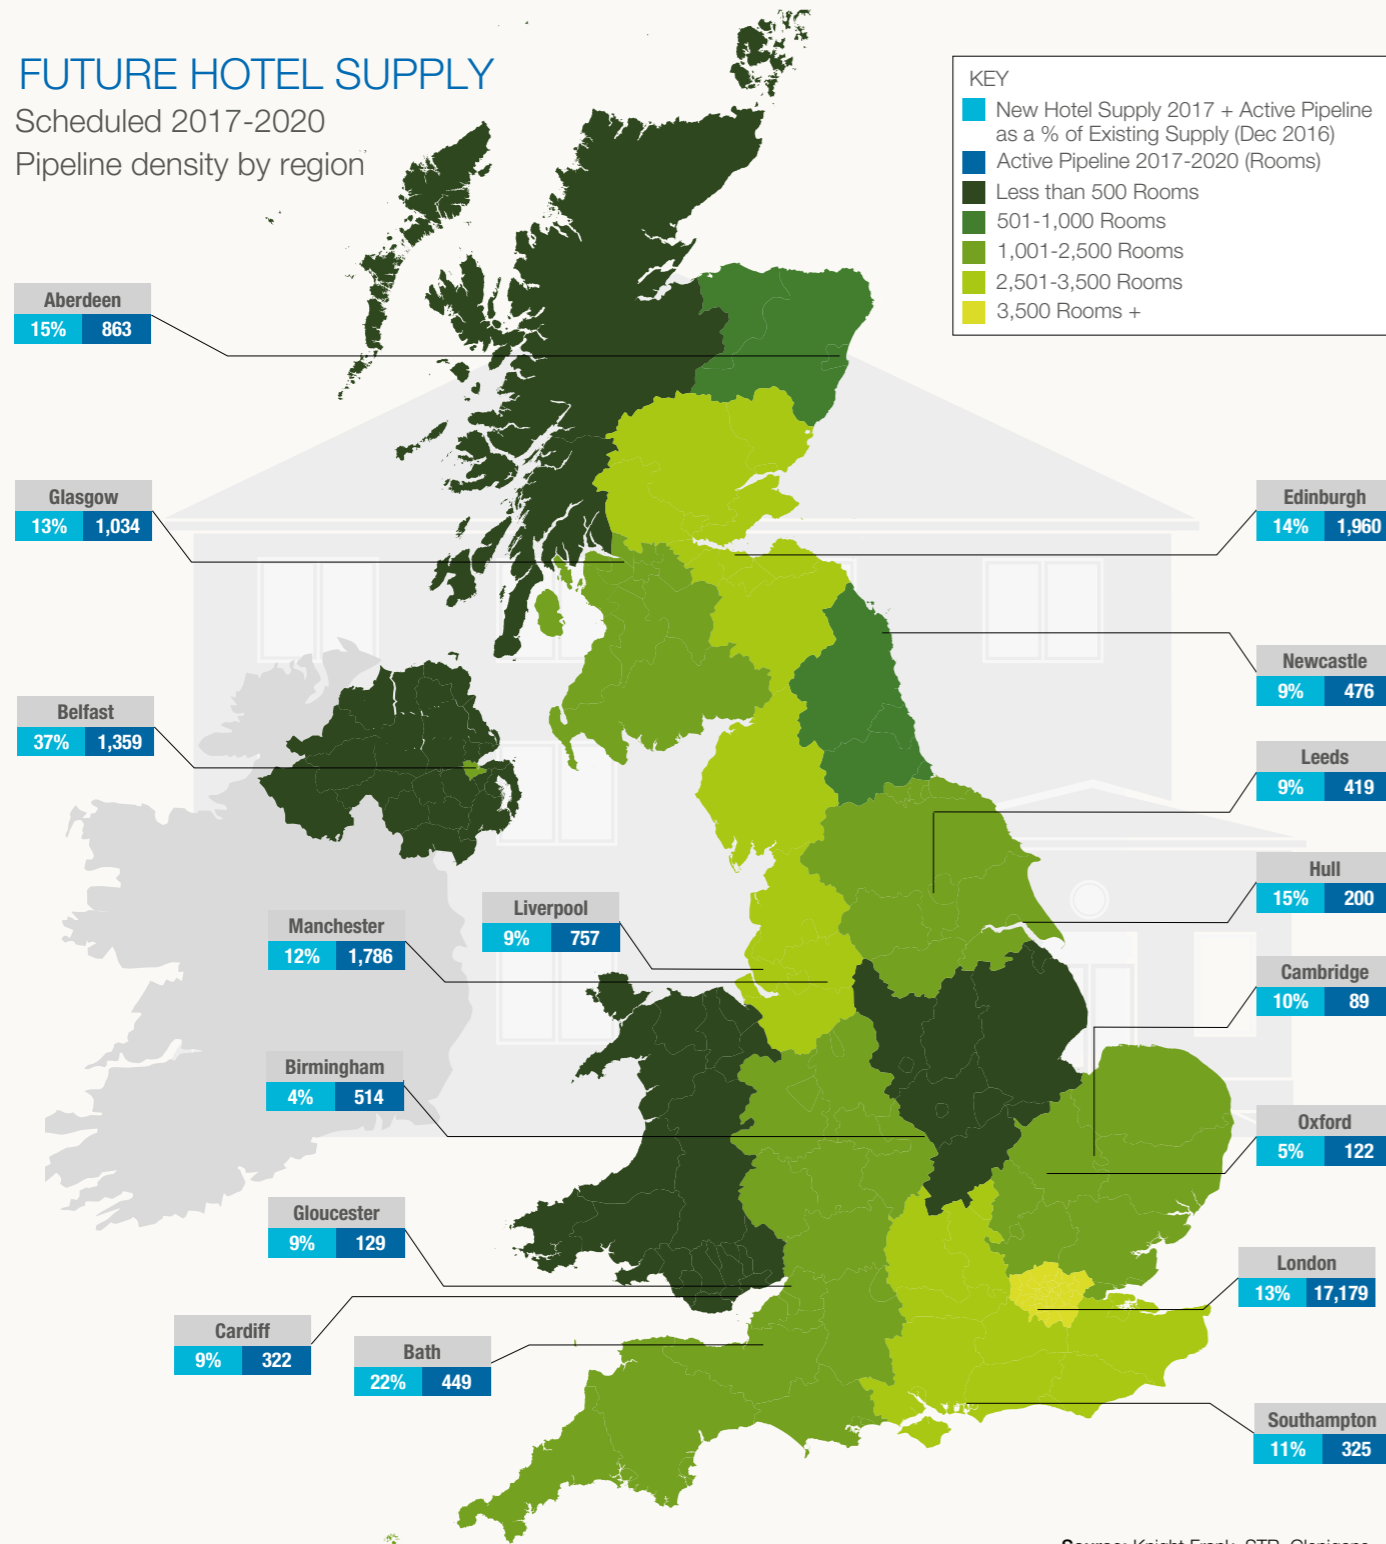 FUTURE HOTEL SUPPLY
Scheduled 2017-2020
Pipeline density by region
KEY
New Hotel Supply 2017 + Active Pipeline
as a % of Existing Supply (Dec 2016)
Active Pipeline 2017-2020 (Rooms)
Less than 500 Rooms
501-1,000 Rooms
1,001-2,500 Rooms
2,501-3,500 Rooms
3,500 Rooms +
Aberdeen
15% 863
Glasgow
13% 1,034
Edinburgh
14% 1,960
Newcastle
9% 476
Belfast
37% 1,359
Leeds
9% 419
Hull
15% 200
Liverpool
9% 757
Manchester
12% 1,786
Cambridge
10% 89
Birmingham
4% 514
Oxford
5% 122
Gloucester
9% 129
London
13% 17,179
Cardiff
9% 322
Bath
22% 449
Southampton
11% 325
Source: Knight Frank, STR, Glenigans